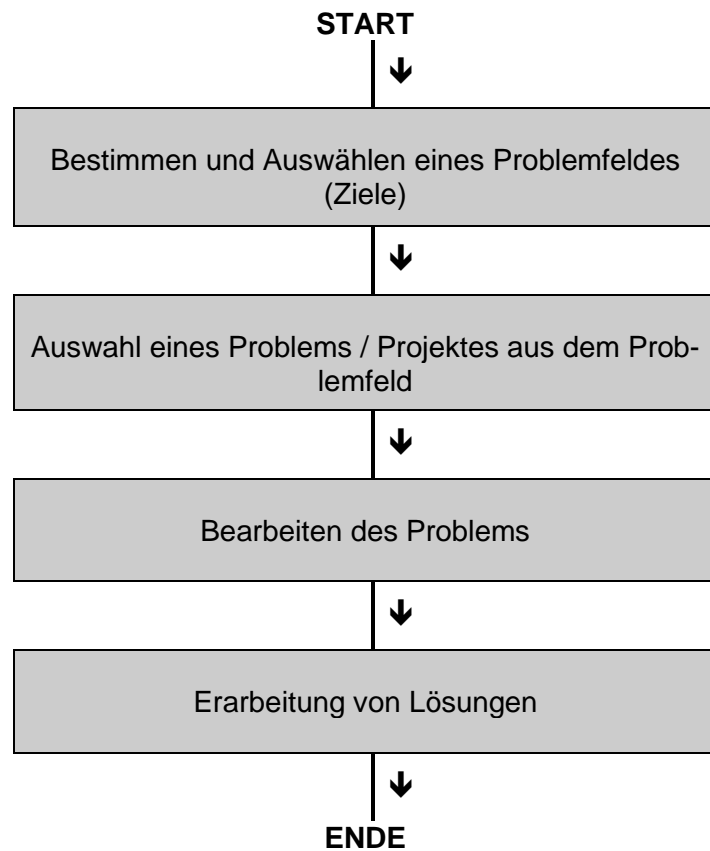 START
Bestimmen und Auswählen eines Problemfeldes
(Ziele)
Auswahl eines Problems / Projektes aus dem Prob-
lemfeld
Bearbeiten des Problems
Erarbeitung von Lösungen
ENDE